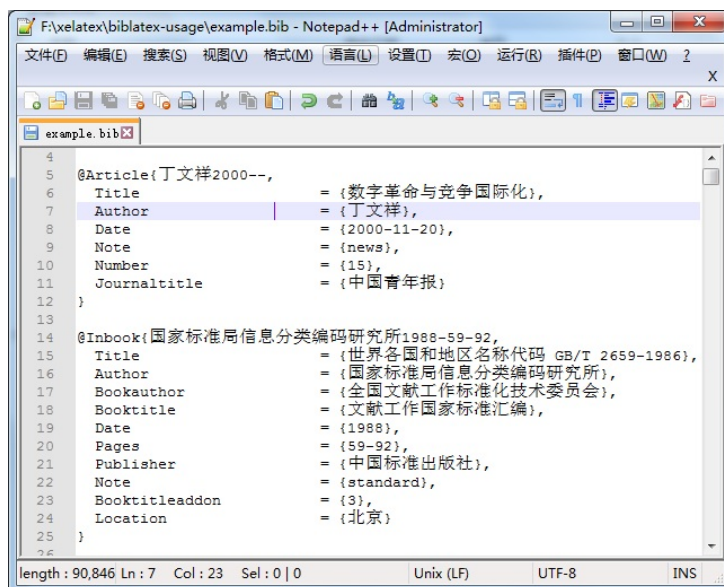 F:\xelatex\biblatex-usage\example.bib - Notepad++ [Administrator]
文件(F) 编辑(E) 搜索(S) 视图(V) 格式(M) 语言(L) 设置(T) 宏(O) 运行(R) 插件(P) 窗口(W) ?
X
example.bib
4
5 @Article{丁文祥2000--,
6 Title = {数字革命与竞争国际化},
7 Author = {丁文祥},
8 Date = {2000-11-20},
9 Note = {news},
10 Number = {15},
11 Journaltitle = {中国青年报}
12 }
13
14 @Inbook{国家标准局信息分类编码研究所1988-59-92,
15 Title = {世界各国和地区名称代码 GB/T 2659-1986},
16 Author = {国家标准局信息分类编码研究所},
17 Bookauthor = {全国文献工作标准化技术委员会},
18 Booktitle = {文献工作国家标准汇编},
19 Date = {1988},
20 Pages = {59-92},
21 Publisher = {中国标准出版社},
22 Note = {standard},
23 Booktitleaddon = {3},
24 Location = {北京}
25 }
26
length : 90,846 Ln : 7 Col : 23 Sel : 0 | 0 Unix (LF) UTF-8 INS